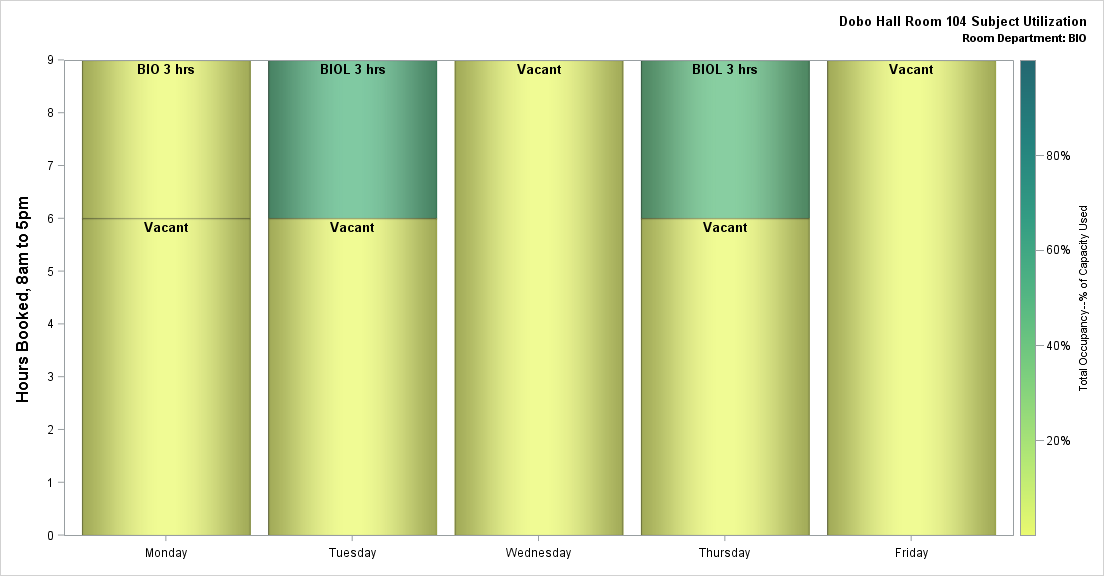 Dobo Hall Room 104 Subject Utilization
Room Department: BIO
Hours Booked, 8am to 5pm
9
8
7
6
5
4
3
2
1
0
BIO 3 hrs
Vacant
BIOL 3 hrs
Vacant
Vacant
BIOL 3 hrs
Vacant
Vacant
Monday
Tuesday
Wednesday
Thursday
Friday
80%
60%
40%
20%
Total Occupancy--% of Capacity Used